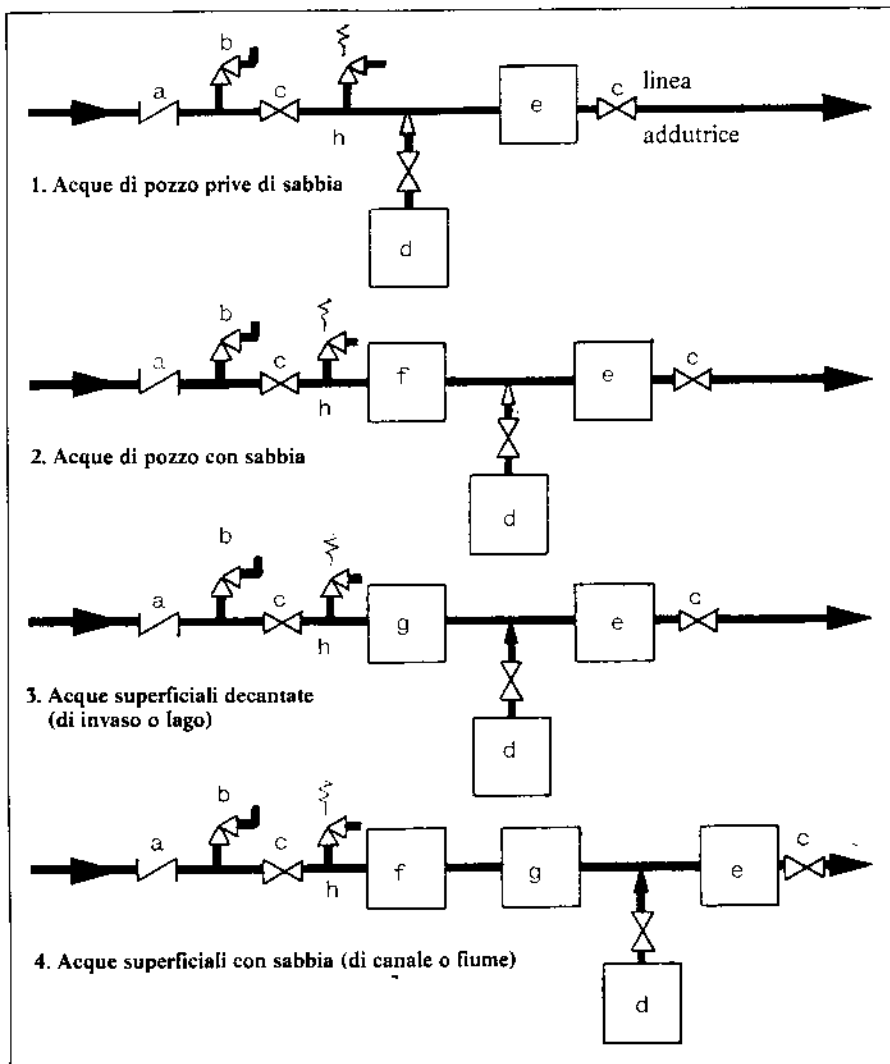 b
a
c
c
linea
e
h
addutrice
1. Acque di pozzo prive di sabbia
d
b
a
c
f
e
c
h
2. Acque di pozzo con sabbia
d
b
a
c
g
e
c
h
3. Acque superficiali decantate
(di invaso o lago)
d
b
a
c
f
g
e
c
h
4. Acque superficiali con sabbia (di canale o fiume)
d